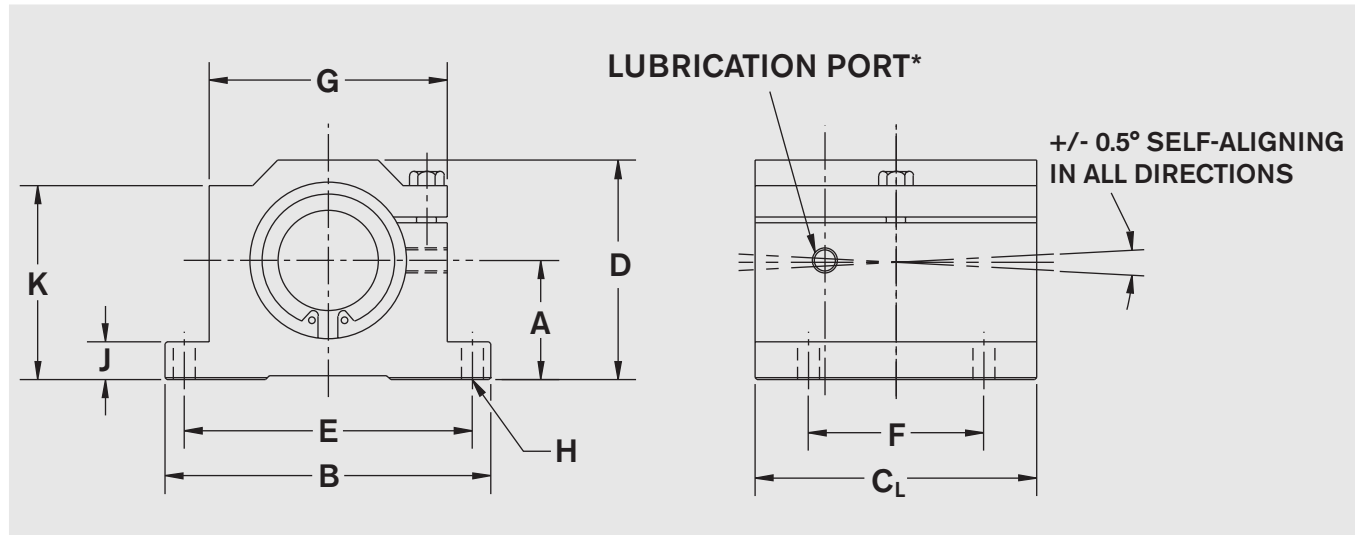 G
LUBRICATION PORT*
+/- 0.5° SELF-ALIGNING
IN ALL DIRECTIONS
K
D
A
J
E
H
B
F
CL